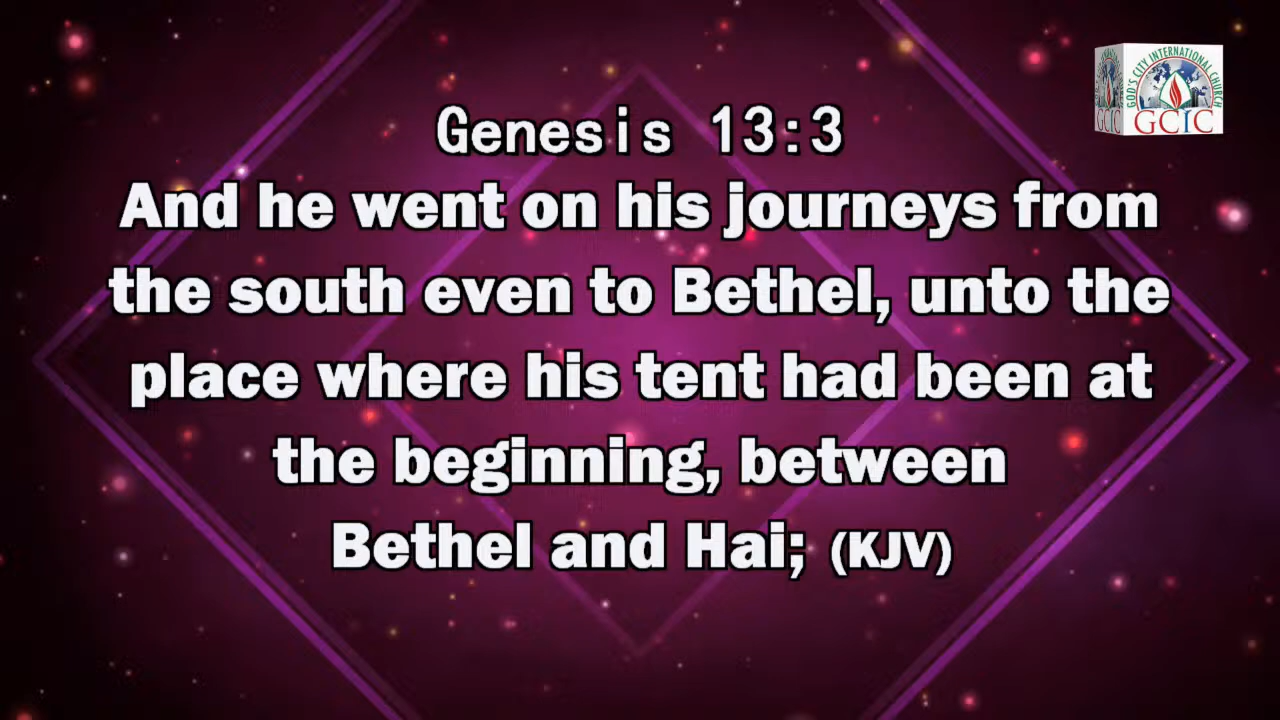 Genesis 13:3
And he went on his journeys from
the south even to Bethel, unto the
place where his tent had been at
the beginning, between
Bethel and Hai; (KJV)
GOD'S CITY INTERNATIONAL CHURCH
GCIC
GCIC